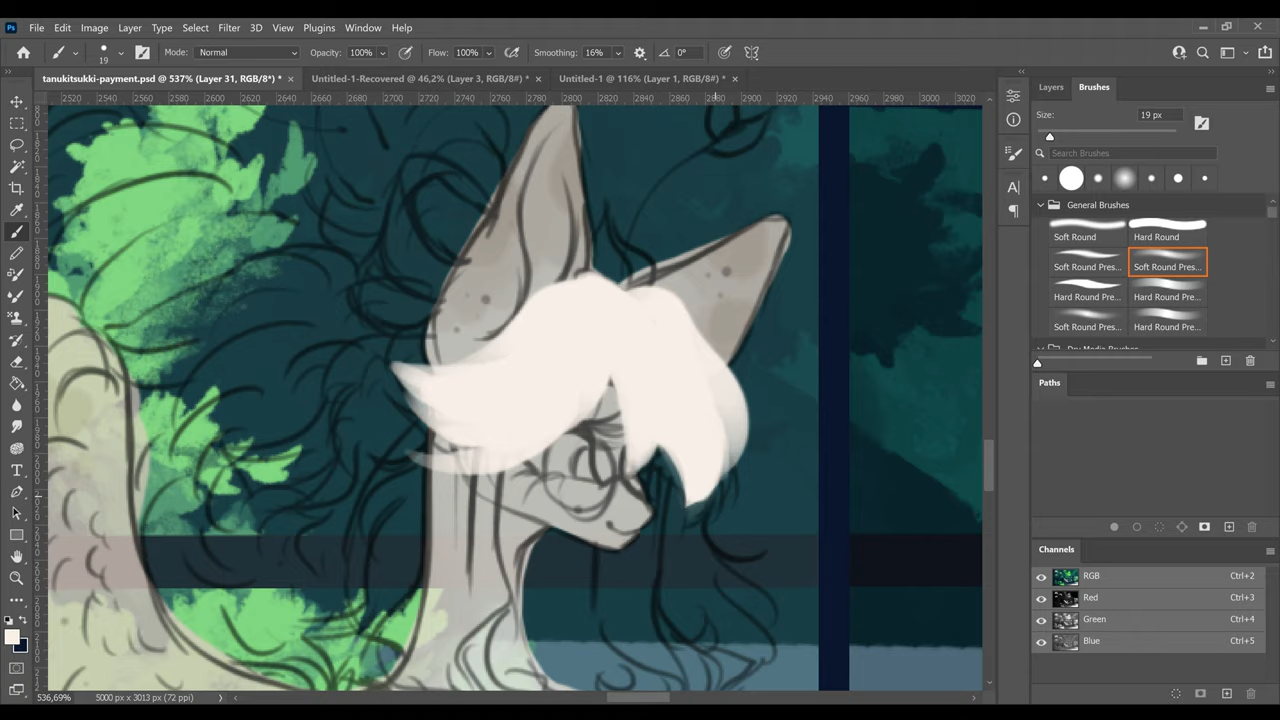 Ps File Edit Image Layer Type Select Filter 3D View Plugins Window Help
19 Mode: Normal Opacity: 100% Flow: 100% Smoothing: 16% 0°
tanukitsukki-payment.psd @ 537% (Layer 31, RGB/8*) * × Untitled-1-Recovered @ 46,2% (Layer 3, RGB/8#) * × Untitled-1 @ 116% (Layer 1, RGB/8#) * ×
Layers Brushes
2520 2560 2580 2600 2620 2640 2660 2700 2720 2740 2760 2780 2800 2820 2840 2860 2880 2900 2920 2940 2960 2980 3000 3020
Size: 19 px
Search Brushes
General Brushes
Soft Round Hard Round
Soft Round Pres... Soft Round Pres...
Hard Round Pre... Hard Round Pre...
Soft Round Pres... Hard Round Pre...
Paths
Channels
RGB Ctrl+2
Red Ctrl+3
Green Ctrl+4
Blue Ctrl+5
536,69% 5000 px x 3013 px (72 ppi)